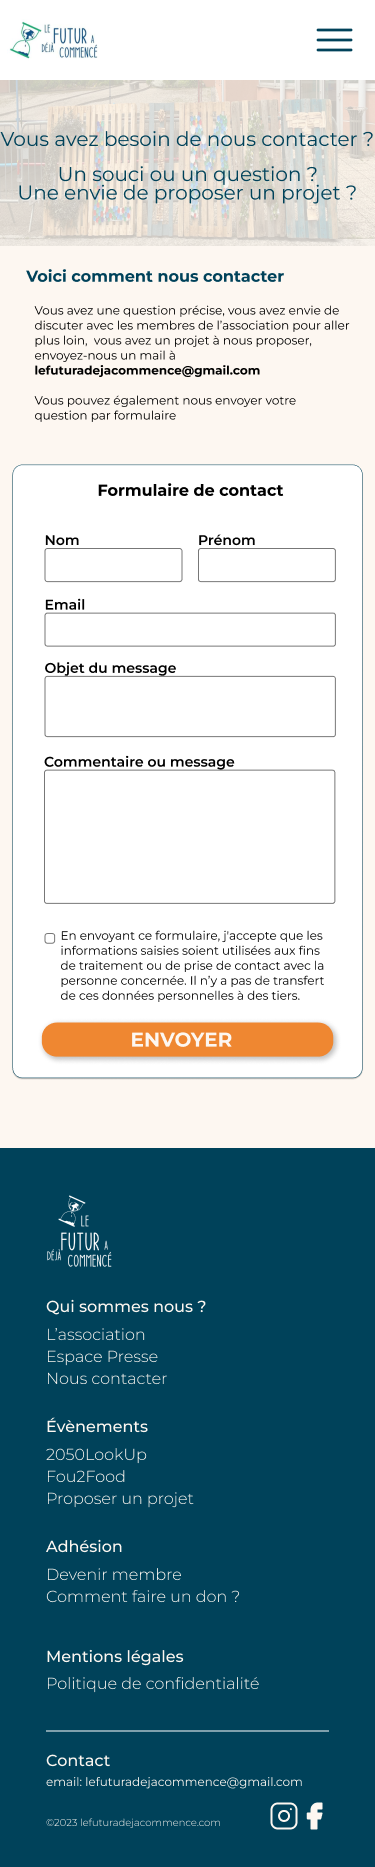 LE
FUTUR A
DÉJÀ COMMENCÉ
Vous avez besoin de nous contacter ?
Un souci ou un question ?
Une envie de proposer un projet ?
Voici comment nous contacter
Vous avez une question précise, vous avez envie de
discuter avec les membres de l'association pour aller
plus loin,  vous avez un projet à nous proposer,
envoyez-nous un mail à
lefuturadejacommence@gmail.com
Vous pouvez également nous envoyer votre
question par formulaire
Formulaire de contact
Nom Prénom
Email
Objet du message
Commentaire ou message
En envoyant ce formulaire, j'accepte que les
informations saisies soient utilisées aux fins
de traitement ou de prise de contact avec la
personne concernée. Il n'y a pas de transfert
de ces données personnelles à des tiers.
ENVOYER
LE
FUTUR A
DÉJÀ COMMENCÉ
Qui sommes nous ?
L'association
Espace Presse
Nous contacter
Évènements
2050LookUp
Fou2Food
Proposer un projet
Adhésion
Devenir membre
Comment faire un don ?
Mentions légales
Politique de confidentialité
Contact
email: lefuturadejacommence@gmail.com
©2023 lefuturadejacommence.com